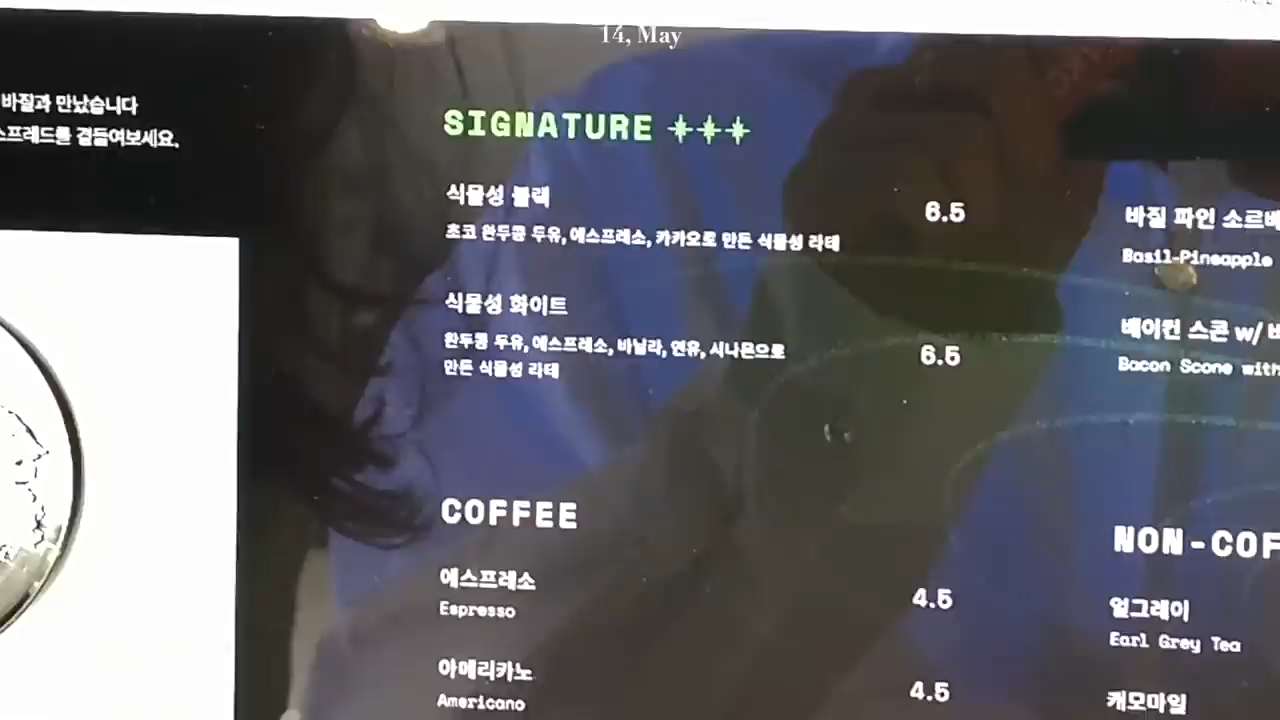 14, May
바질과 만났습니다
스프레드를 곁들여보세요.
SIGNATURE
식물성 블랙
6.5
초코 완두콩 두유, 에스프레소, 카카오로 만든 식물성 라테
식물성 화이트
완두콩 두유, 에스프레소, 바닐라, 연유, 시나몬으로
6.5
만든 식물성 라테
COFFEE
에스프레소
4.5
Espresso
아메리카노
4.5
Americano
바질 파인 소르베
Basil-Pineapple
베이컨 스콘 w/
Bacon Scone with
NON-COF
얼그레이
Earl Grey Tea
캐모마일